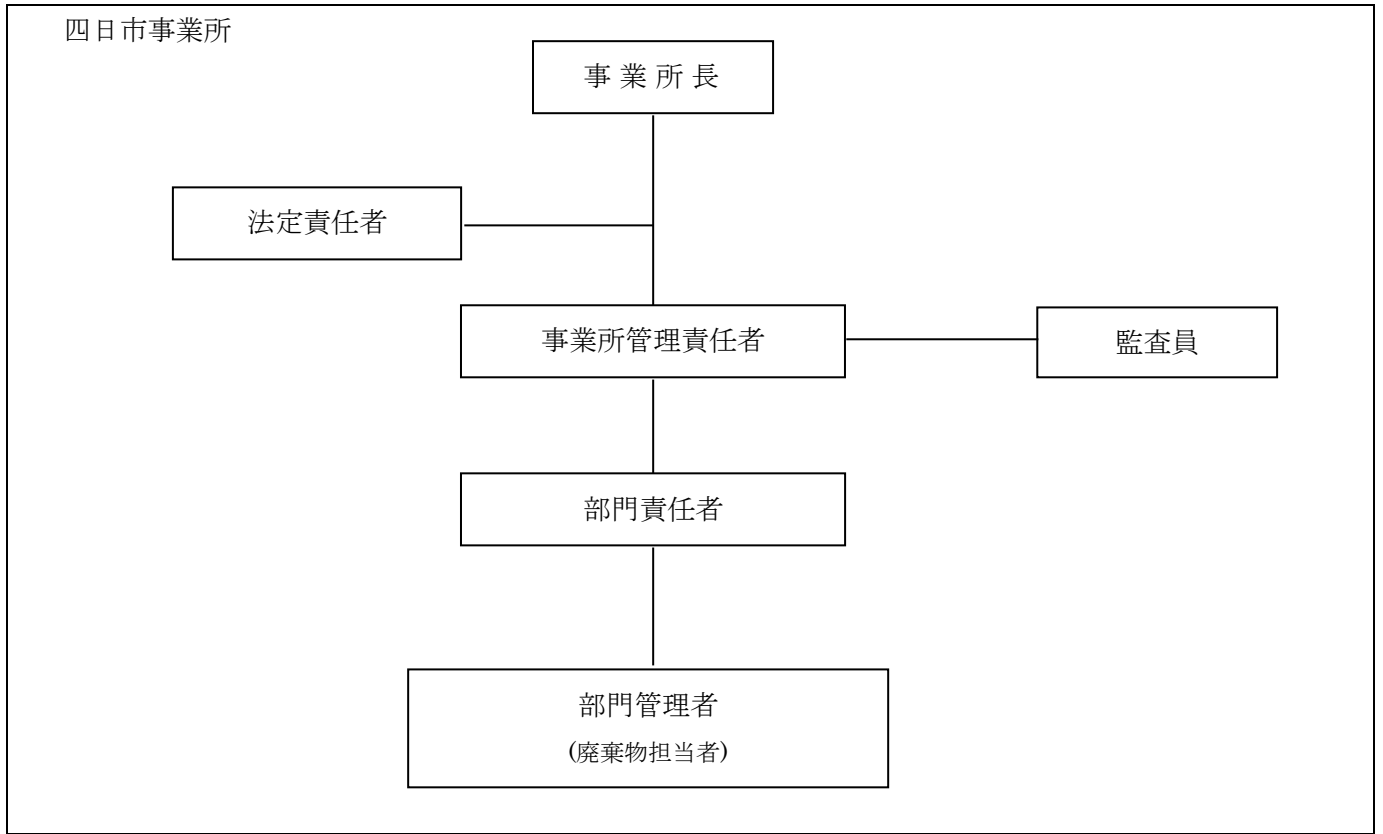 四日市事業所
事 業 所 長
法定責任者
事業所管理責任者
監査員
部門責任者
部門管理者
(廃棄物担当者)